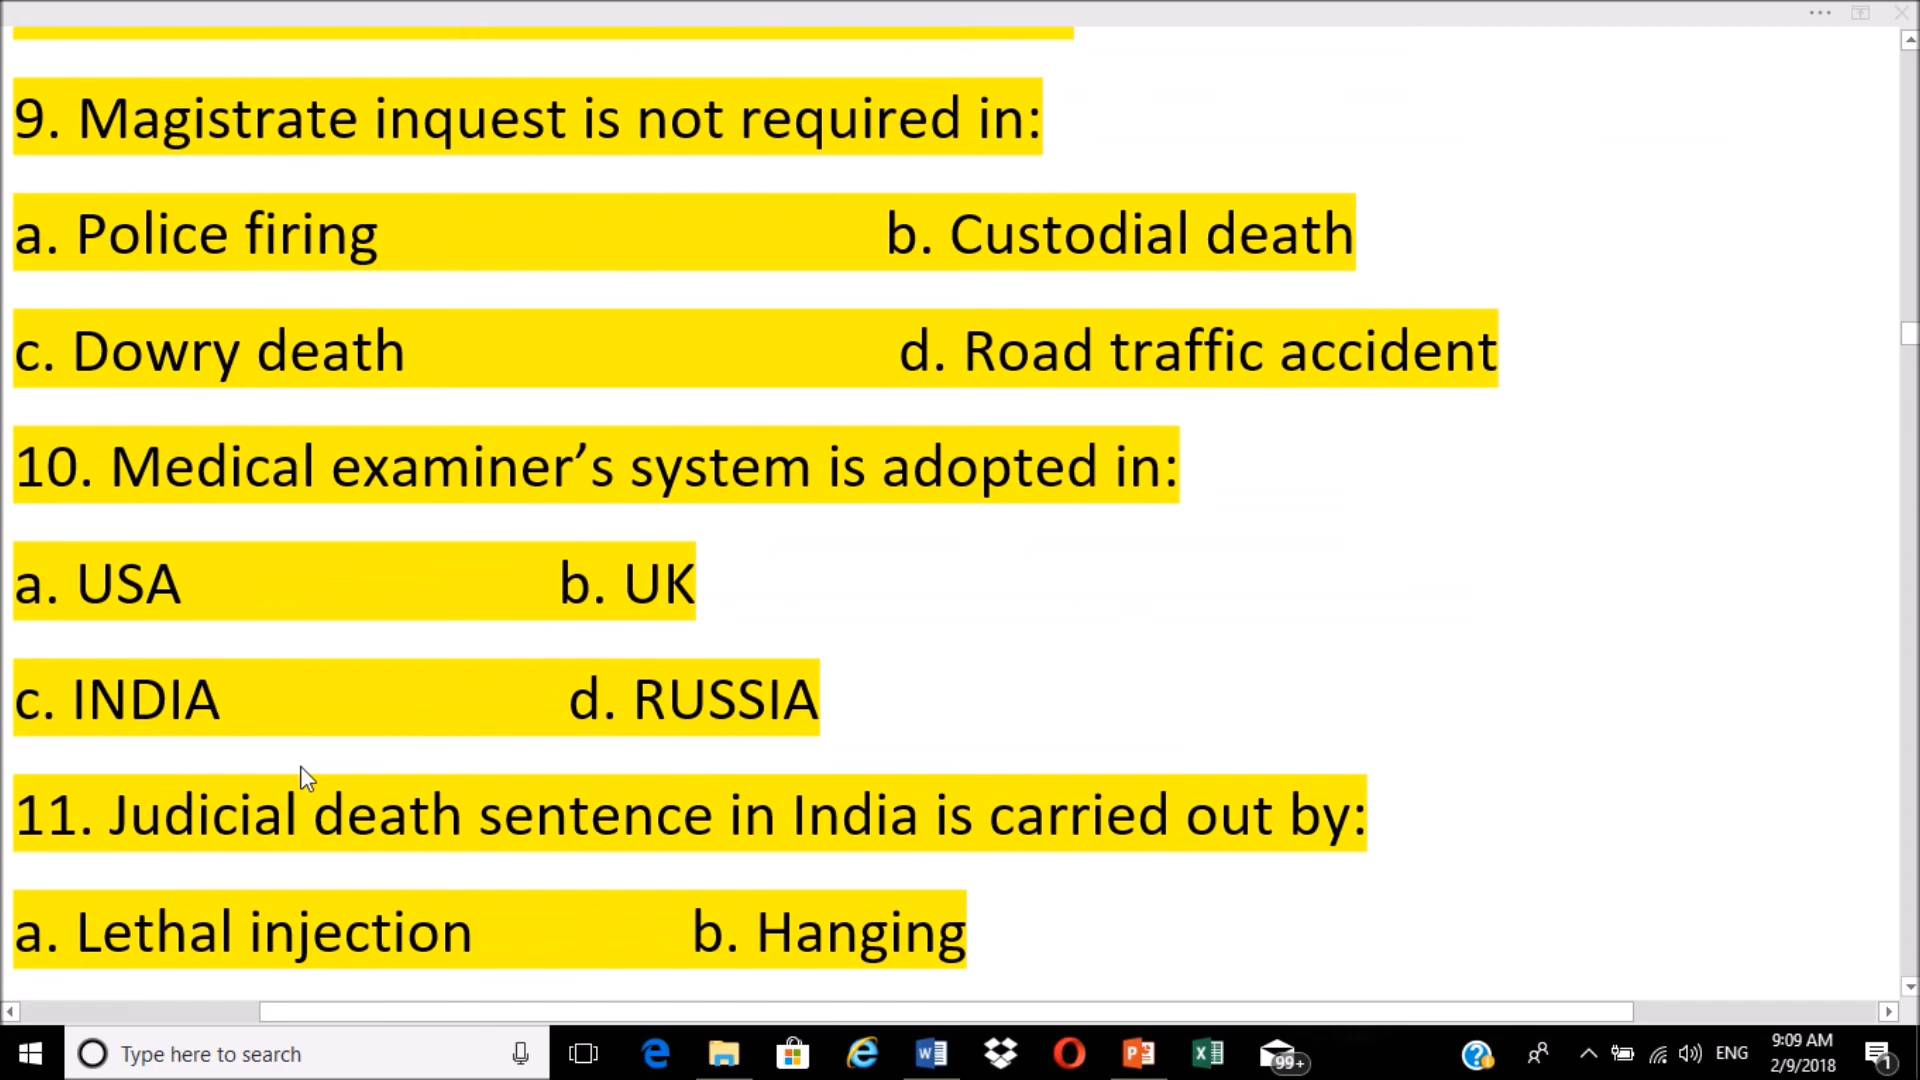 9. Magistrate inquest is not required in:
a. Police firing b. Custodial death
c. Dowry death d. Road traffic accident
10. Medical examiner’s system is adopted in:
a. USA b. UK
c. INDIA d. RUSSIA
11. Judicial death sentence in India is carried out by:
a. Lethal injection b. Hanging
Type here to search
99+
ENG
9:09 AM
2/9/2018
1